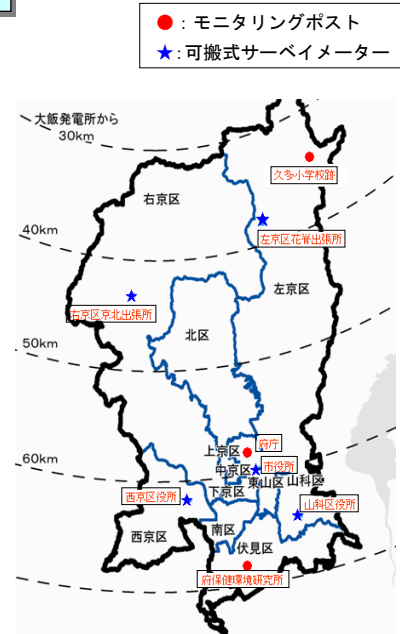 ●：モニタリングポスト
★：可搬式サーベイメーター
大飯発電所から
30km
久多小学校跡
右京区
40km
左京区花脊出張所
左京区
右京区京北出張所
北区
50km
府庁
上京区
市役所
中京区
60km
東山区
山科区
下京区
西京区役所
山科区役所
南区
西京区
伏見区
府保健環境研究所